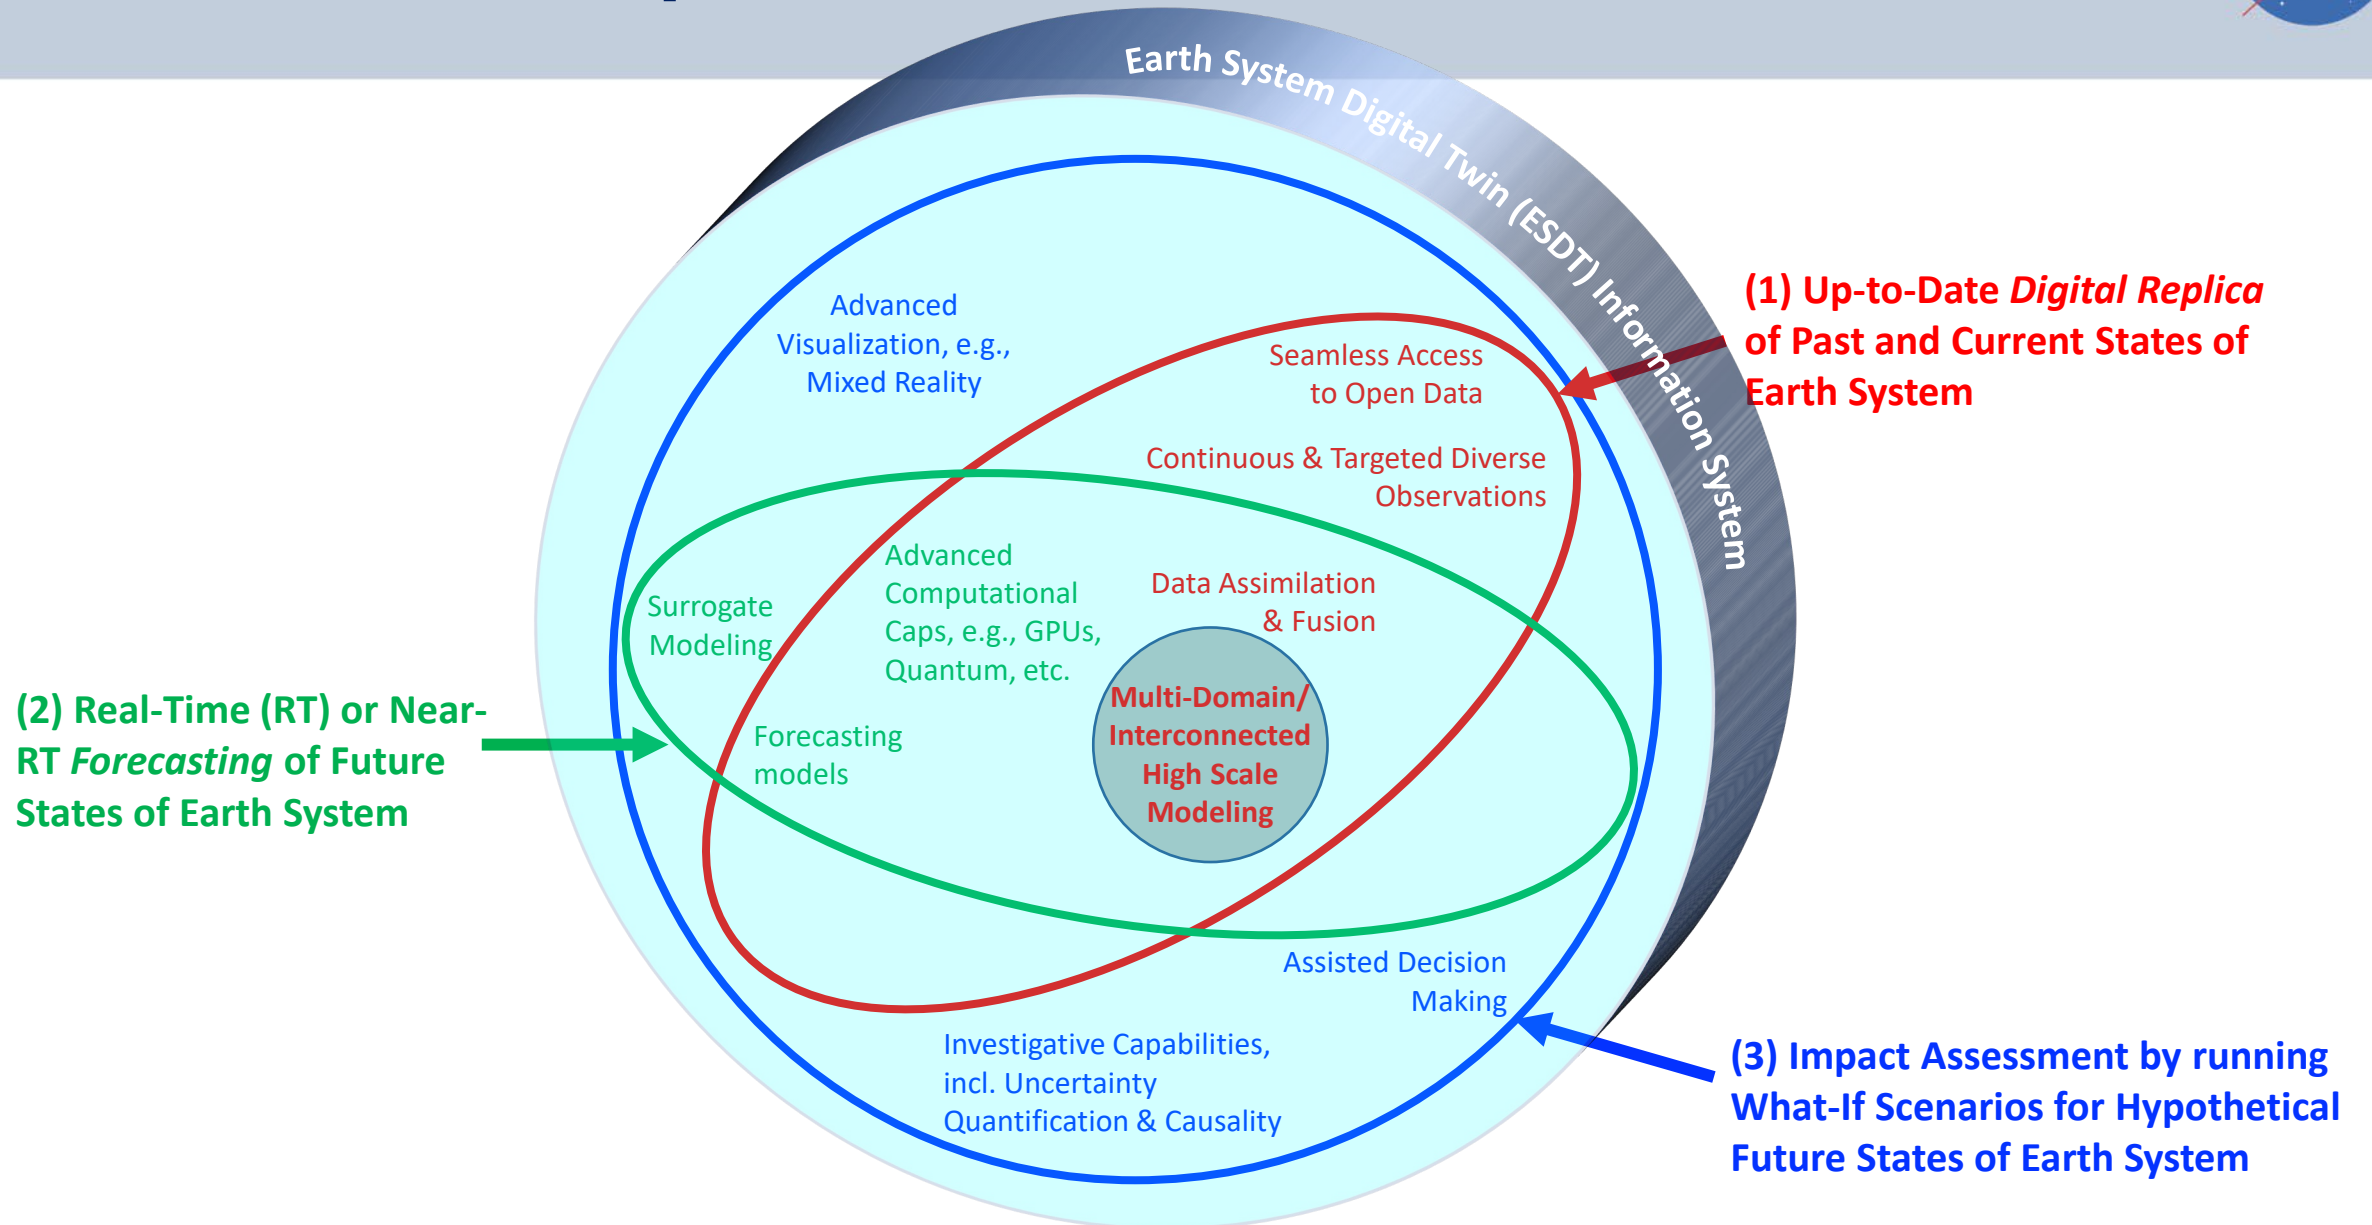 Earth System Digital Twin (ESDT) Information System
(1) Up-to-Date Digital Replica
of Past and Current States of
Earth System
Advanced
Visualization, e.g.,
Mixed Reality
Seamless Access
to Open Data
Continuous & Targeted Diverse
Observations
Advanced
Computational
Caps, e.g., GPUs,
Quantum, etc.
Data Assimilation
& Fusion
Surrogate
Modeling
Multi-Domain/
Interconnected
High Scale
Modeling
(2) Real-Time (RT) or Near-
RT Forecasting of Future
States of Earth System
Forecasting
models
Assisted Decision
Making
Investigative Capabilities,
incl. Uncertainty
Quantification & Causality
(3) Impact Assessment by running
What-If Scenarios for Hypothetical
Future States of Earth System